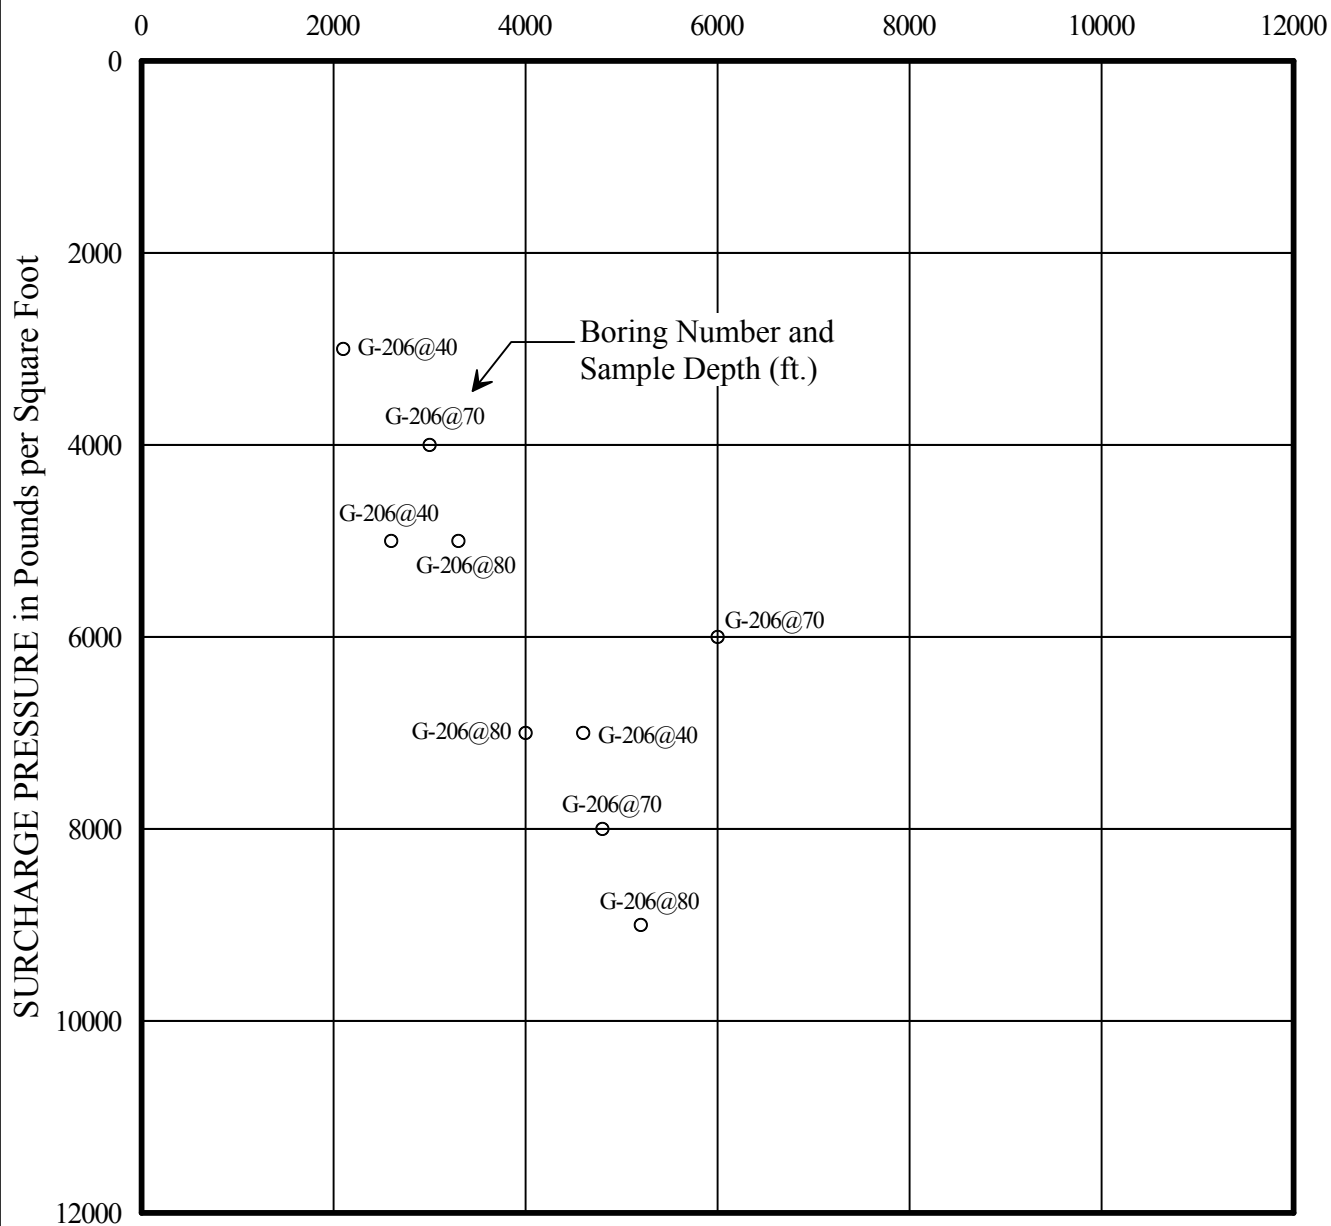 0 2000 4000 6000 8000 10000 12000
0
2000
4000
6000
8000
10000
12000
SURCHARGE PRESSURE in Pounds per Square Foot
Boring Number and
Sample Depth (ft.)
G-206@40
G-206@70
G-206@40
G-206@80
G-206@70
G-206@80
G-206@40
G-206@70
G-206@80